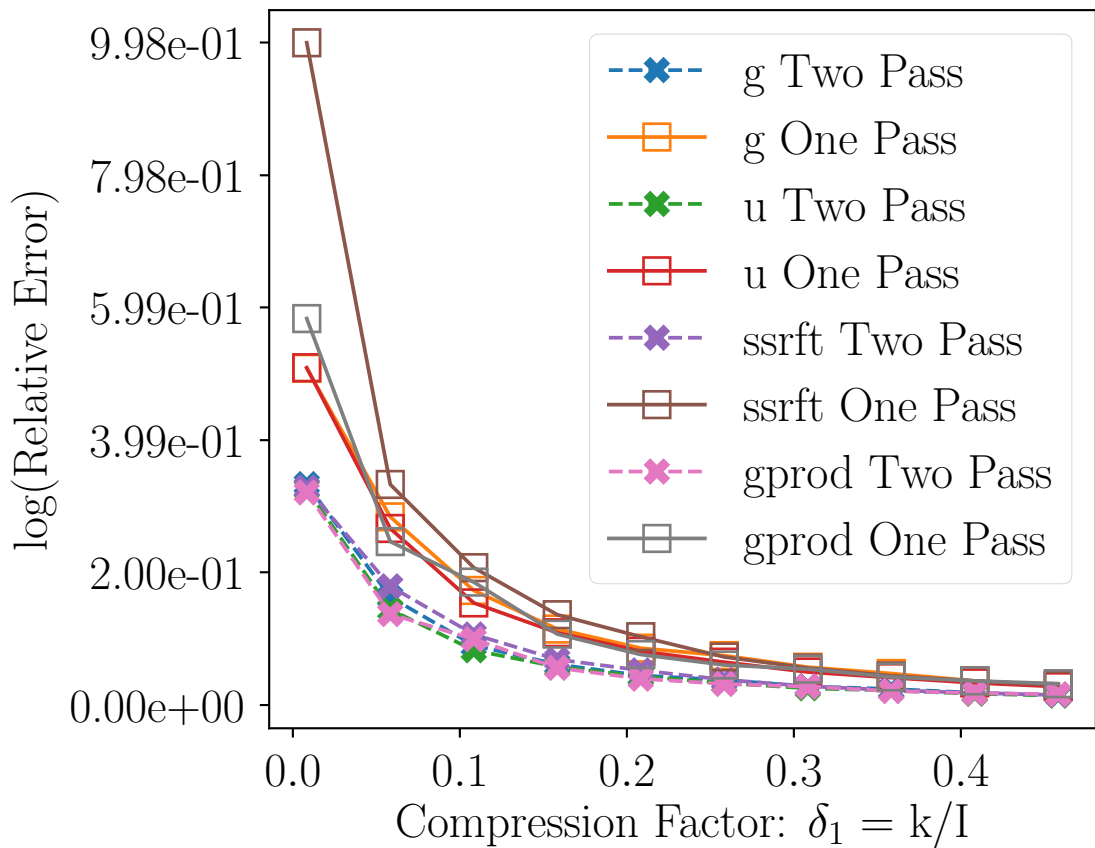 log(Relative Error)
9.98e-01
7.98e-01
5.99e-01
3.99e-01
2.00e-01
0.00e+00
g Two Pass
g One Pass
u Two Pass
u One Pass
ssrft Two Pass
ssrft One Pass
gprod Two Pass
gprod One Pass
0.0 0.1 0.2 0.3 0.4
Compression Factor: δ₁ = k/I